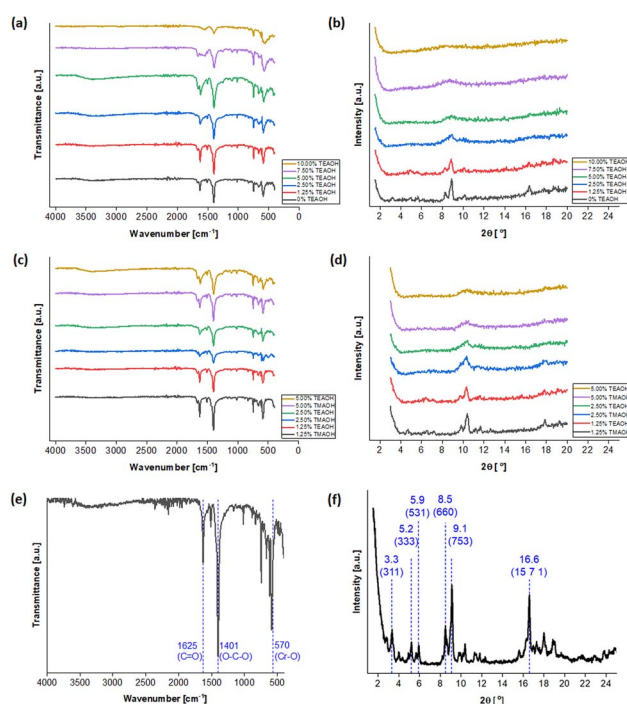 (a)
Transmittance [a.u.]
10.00% TEAOH
7.50% TEAOH
5.00% TEAOH
2.50% TEAOH
1.25% TEAOH
0% TEAOH
4000 3500 3000 2500 2000 1500 1000 500 0
Wavenumber [cm⁻¹]
(b)
Intensity [a.u.]
10.00% TEAOH
7.50% TEAOH
5.00% TEAOH
2.50% TEAOH
1.25% TEAOH
0% TEAOH
2 4 6 8 10 12 14 16 18 20
2Θ [°]
(c)
Transmittance [a.u.]
5.00% TEAOH
5.00% TMAOH
2.50% TEAOH
2.50% TMAOH
1.25% TEAOH
1.25% TMAOH
4000 3500 3000 2500 2000 1500 1000 500 0
Wavenumber [cm⁻¹]
(d)
Intensity [a.u.]
5.00% TEAOH
5.00% TMAOH
2.50% TEAOH
2.50% TMAOH
1.25% TEAOH
1.25% TMAOH
0 2 4 6 8 10 12 14 16 18 20
2Θ [°]
(e)
Transmittance [a.u.]
1625
(C=O)
1401
(O-C-O)
570
(Cr-O)
4000 3500 3000 2500 2000 1500 1000 500
Wavenumber [cm⁻¹]
(f)
Intensity [a.u.]
3.3
(311)
5.2
(333)
5.9
(531)
8.5
(660)
9.1
(753)
16.6
(15 7 1)
2 4 6 8 10 12 14 16 18 20 22 24
2Θ [°]